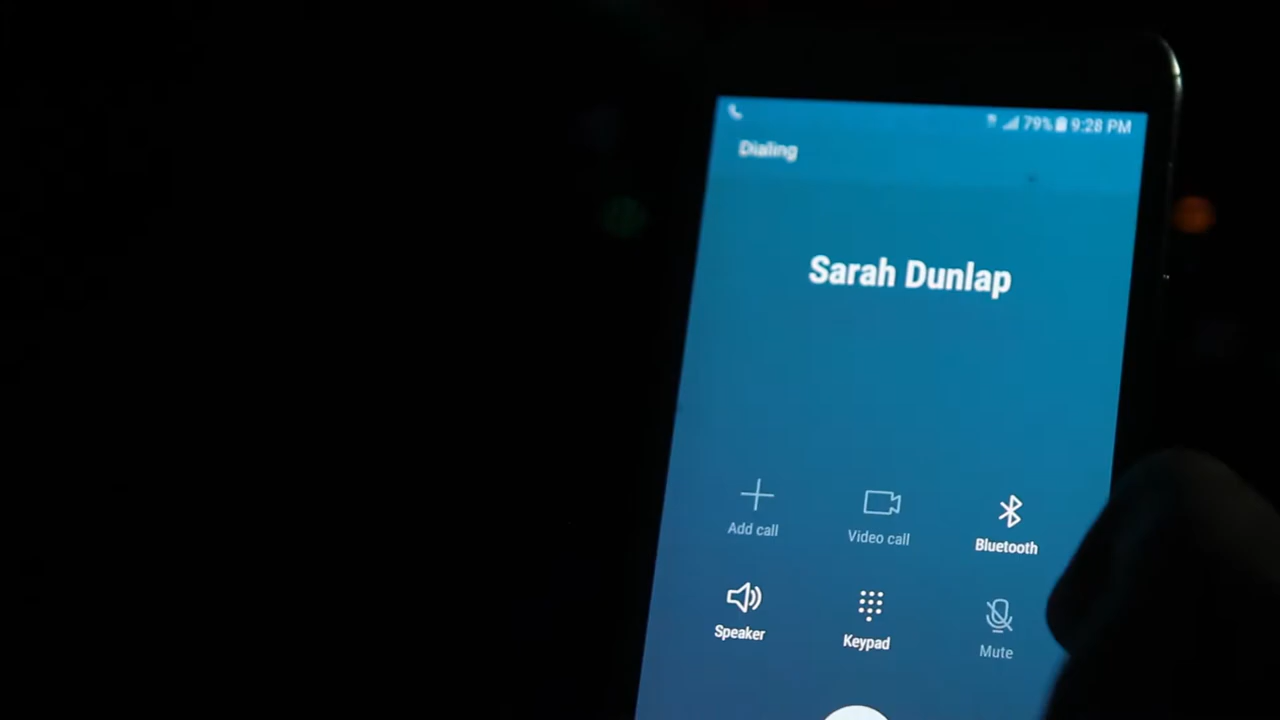 79% 9:28 PM
Dialing
Sarah Dunlap
Add call
Video call
Bluetooth
Speaker
Keypad
Mute